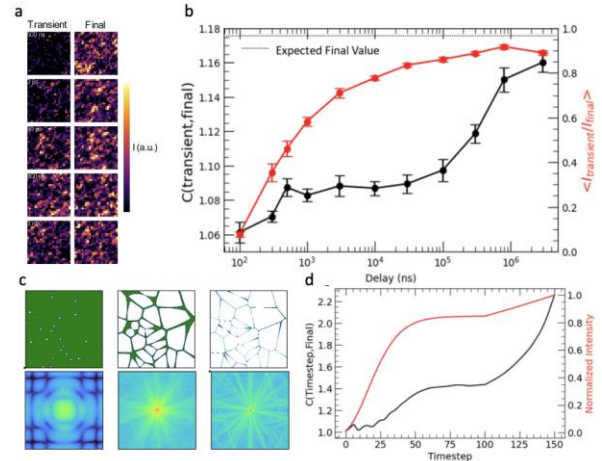 a
Transient Final
I (a.u.)
b
1.18
1.16
1.14
1.12
1.10
1.08
1.06
C(transient,final)
Expected Final Value
1.0
0.8
0.6
0.4
0.2
0.0
<I_transient/I_final>
10² 10³ 10⁴ 10⁵ 10⁶
Delay (ns)
c
d
2.2
2.0
1.8
1.6
1.4
1.2
1.0
C(Timestep,Final)
1.0
0.8
0.6
0.4
0.2
0.0
Normalized Intensity
0 25 50 75 100 125 150
Timestep